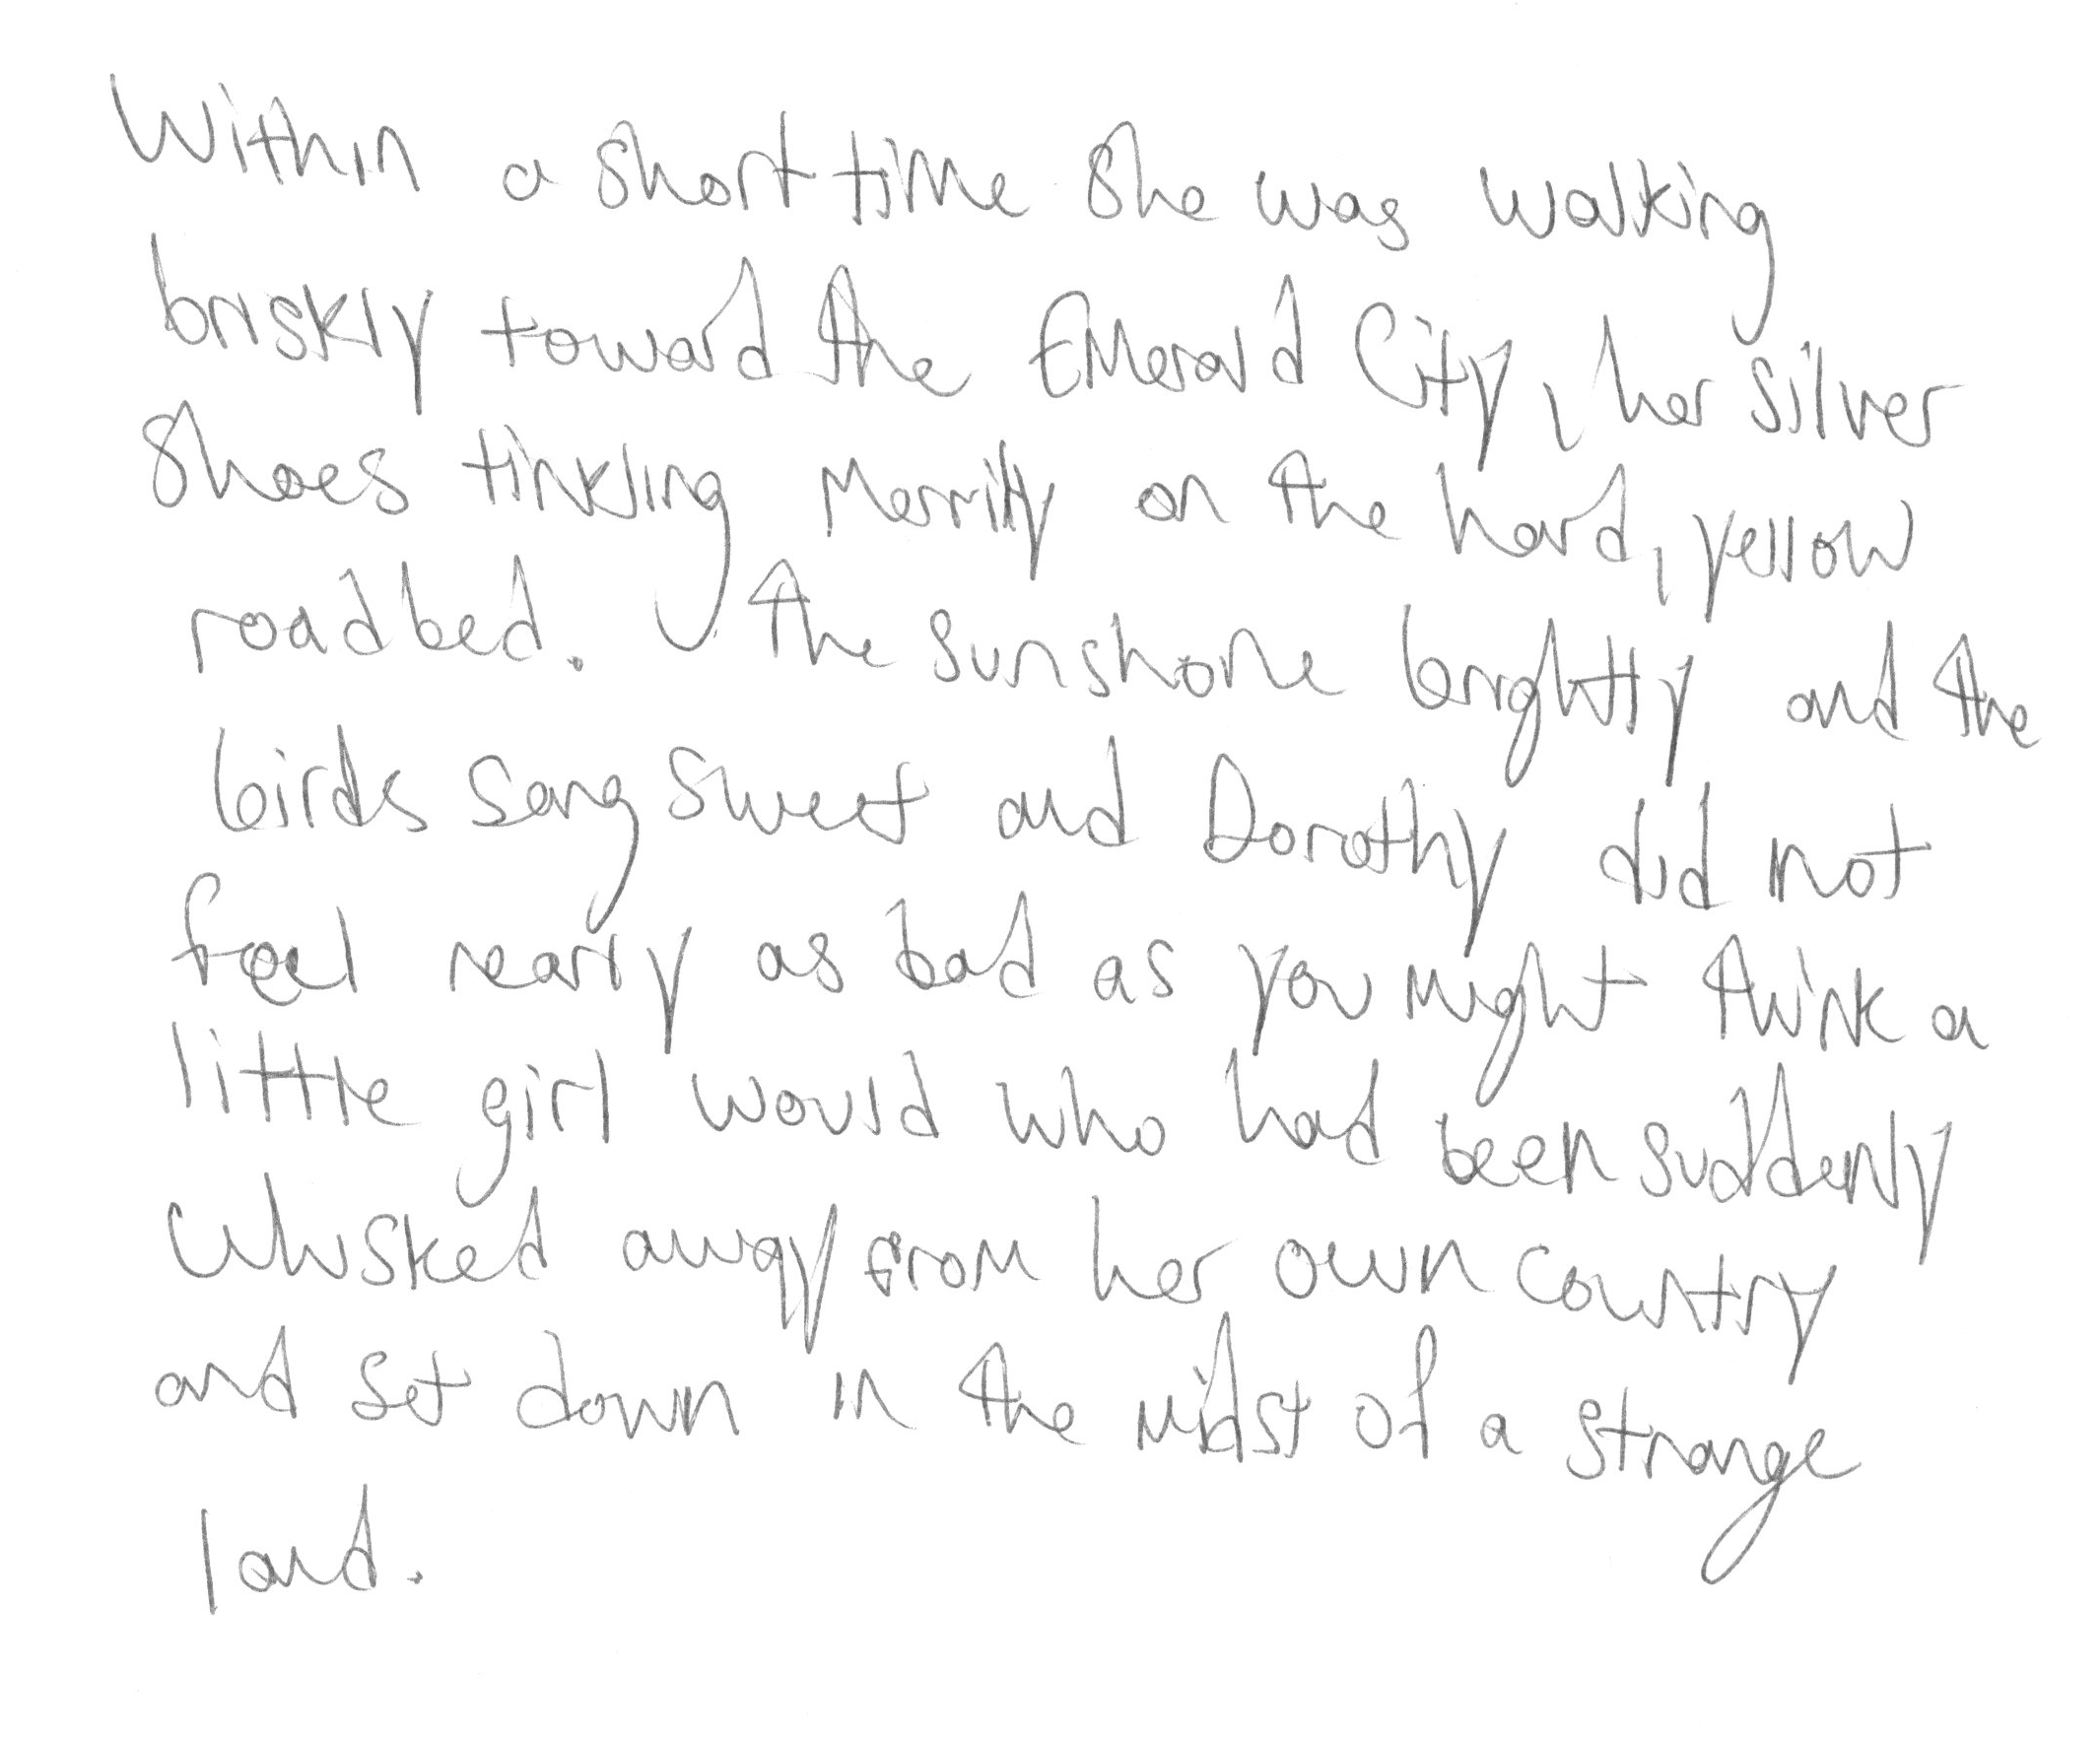 Within a short time she was walking
briskly toward the Emerald City, her silver
shoes tinkling merrily on the hard, yellow
roadbed. The sun shone brightly and the
birds sang sweet and Dorothy did not
feel nearly as bad as you might think a
little girl would who had been suddenly
whisked away from her own country
and set down in the midst of a strange
land.